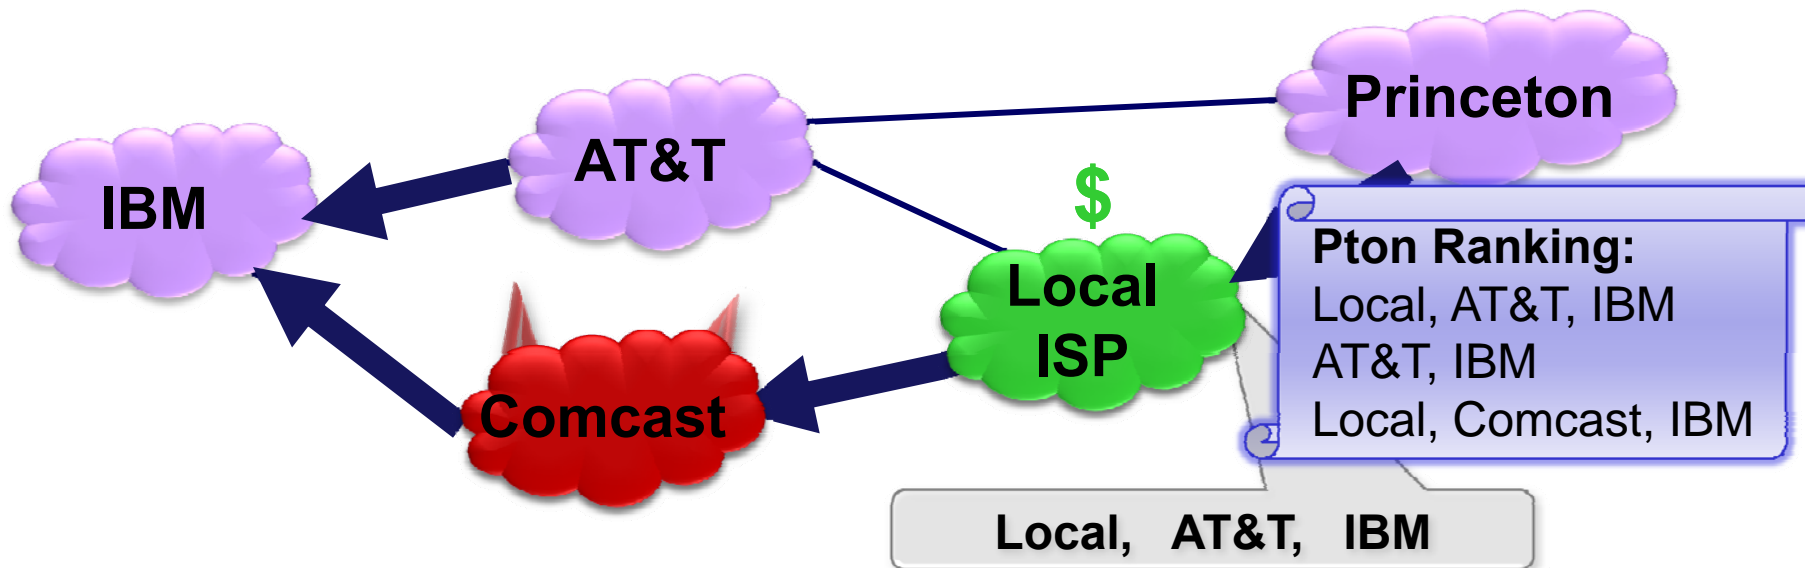 Princeton
AT&T
IBM
$
Local
ISP
Comcast
Pton Ranking:
Local, AT&T, IBM
AT&T, IBM
Local, Comcast, IBM
Local, AT&T, IBM